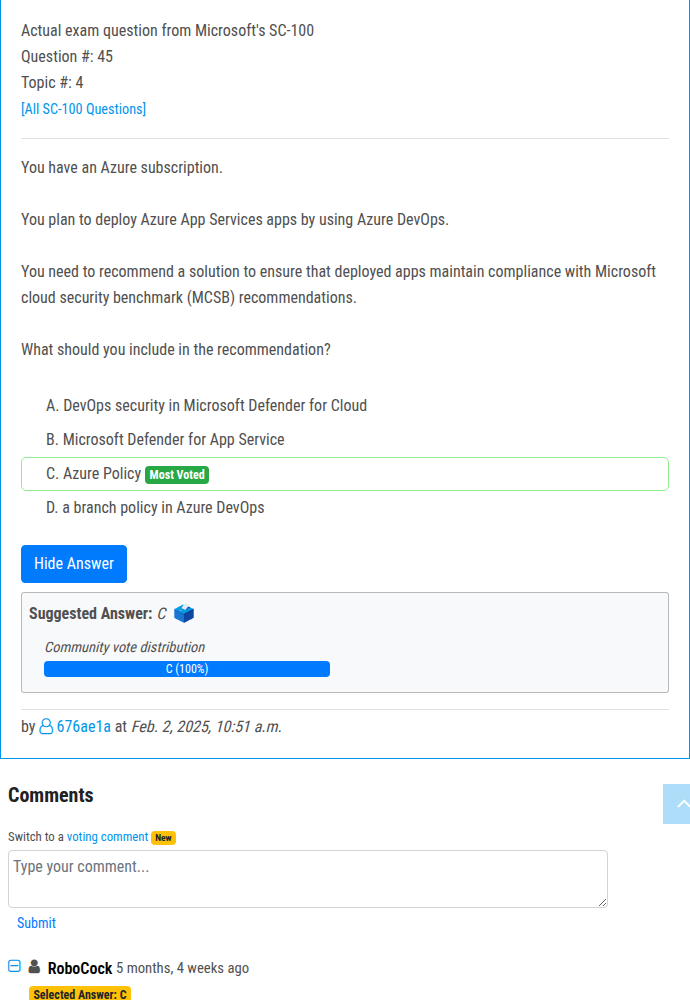 Actual exam question from Microsoft's SC-100
Question #: 45
Topic #: 4
[All SC-100 Questions]
You have an Azure subscription.
You plan to deploy Azure App Services apps by using Azure DevOps.
You need to recommend a solution to ensure that deployed apps maintain compliance with Microsoft
cloud security benchmark (MCSB) recommendations.
What should you include in the recommendation?
A. DevOps security in Microsoft Defender for Cloud
B. Microsoft Defender for App Service
C. Azure Policy Most Voted
D. a branch policy in Azure DevOps
Hide Answer
Suggested Answer: C
Community vote distribution
C (100%)
by 676ae1a at Feb. 2, 2025, 10:51 a.m.
Comments
Switch to a voting comment New
Type your comment...
Submit
RoboCock 5 months, 4 weeks ago
Selected Answer: C